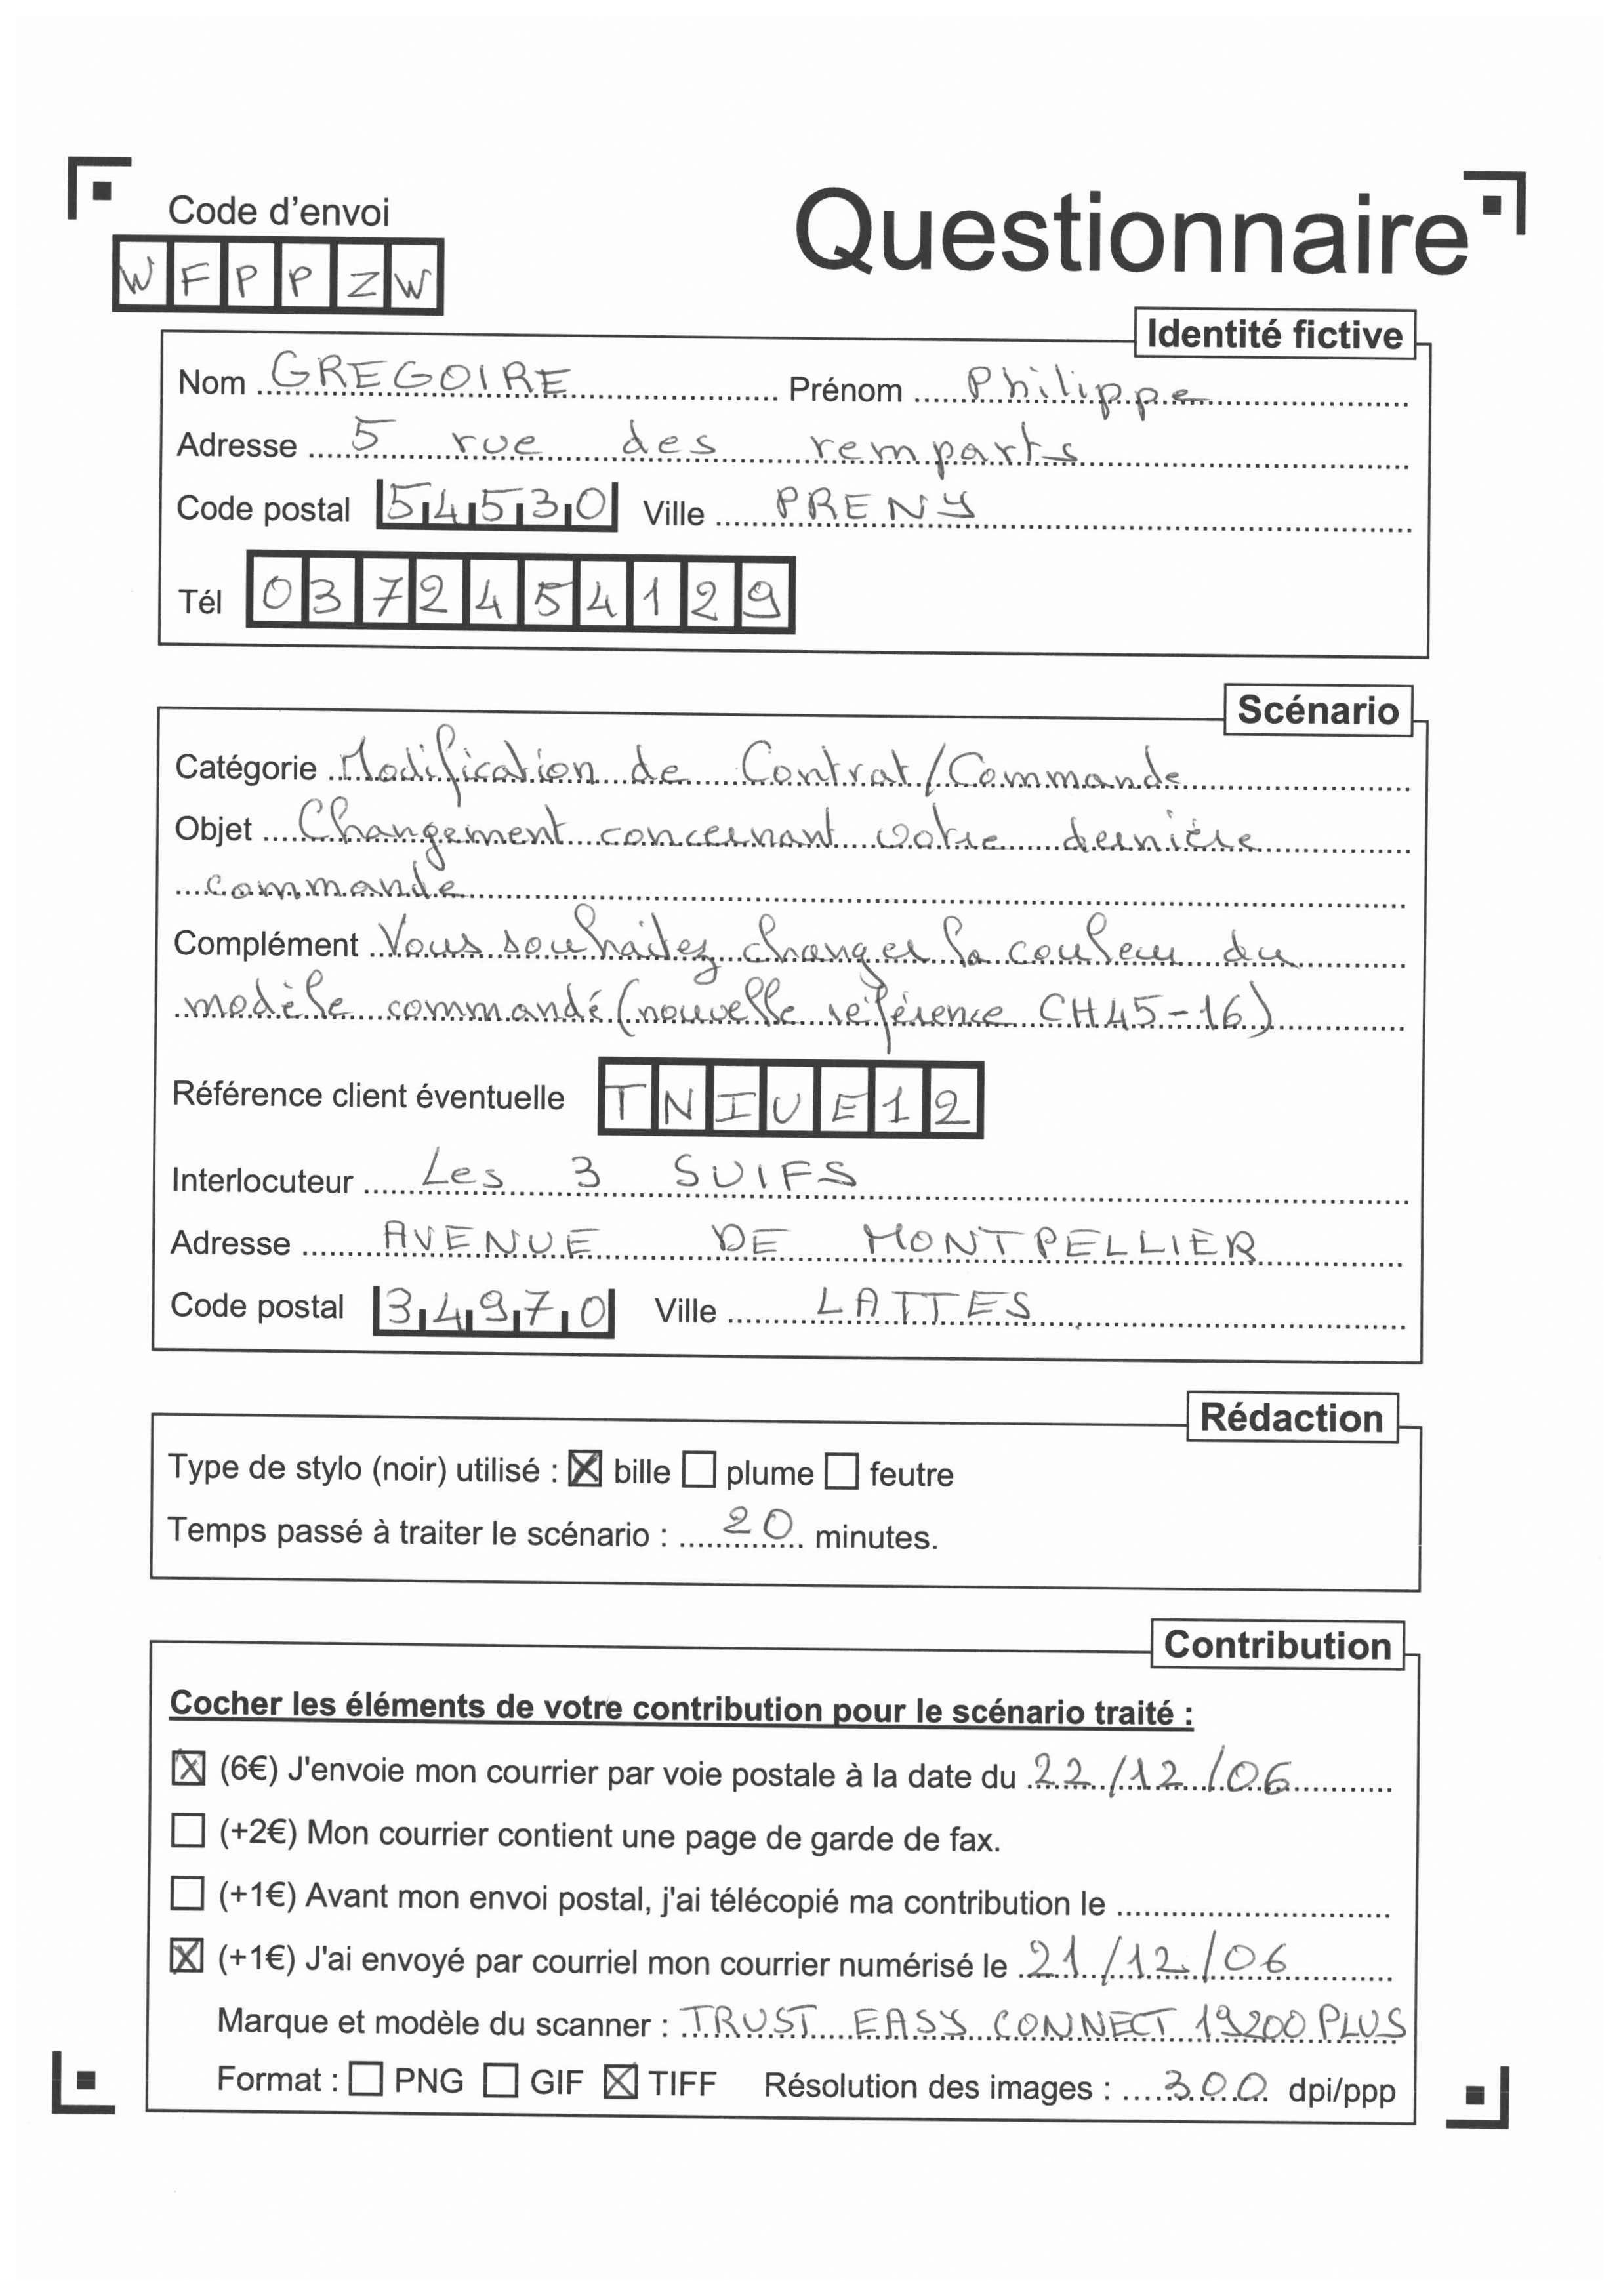 Code d'envoi
Questionnaire
WFPPZW
Identité fictive
Nom GREGOIRE Prénom Philippe
Adresse 5 rue des remparts
Code postal 54530 Ville PRENY
Tél 0372454129
Scénario
Catégorie Modification de Contrat/Commande
Objet Changement concernant votre dernière
commande
Complément Vous souhaitez changer la couleur du
modèle commandé (nouvelle référence CH45-16)
Référence client éventuelle TNIUE12
Interlocuteur Les 3 SUIFS
Adresse AVENUE DE MONTPELLIER
Code postal 34970 Ville LATTES
Rédaction
Type de stylo (noir) utilisé : ☒ bille ☐ plume ☐ feutre
Temps passé à traiter le scénario : 20 minutes.
Contribution
Cocher les éléments de votre contribution pour le scénario traité :
☒ (6€) J'envoie mon courrier par voie postale à la date du 22/12/06
☐ (+2€) Mon courrier contient une page de garde de fax.
☐ (+1€) Avant mon envoi postal, j'ai télécopié ma contribution le
☒ (+1€) J'ai envoyé par courriel mon courrier numérisé le 21/12/06
Marque et modèle du scanner : TRUST EASY CONNECT 19200 PLUS
Format : ☐ PNG ☐ GIF ☒ TIFF Résolution des images : 300 dpi/ppp